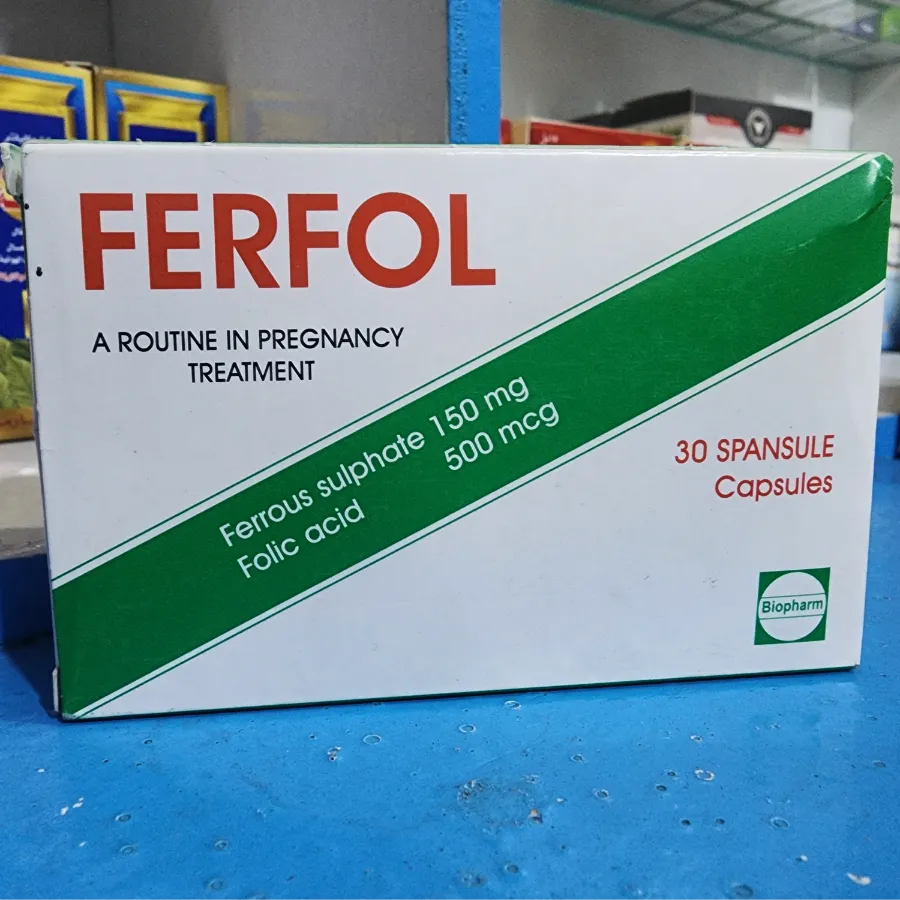 FERFOL
A ROUTINE IN PREGNANCY
TREATMENT
Ferrous sulphate 150 mg
Folic acid 500 mcg
30 SPANSULE
Capsules
Biopharm